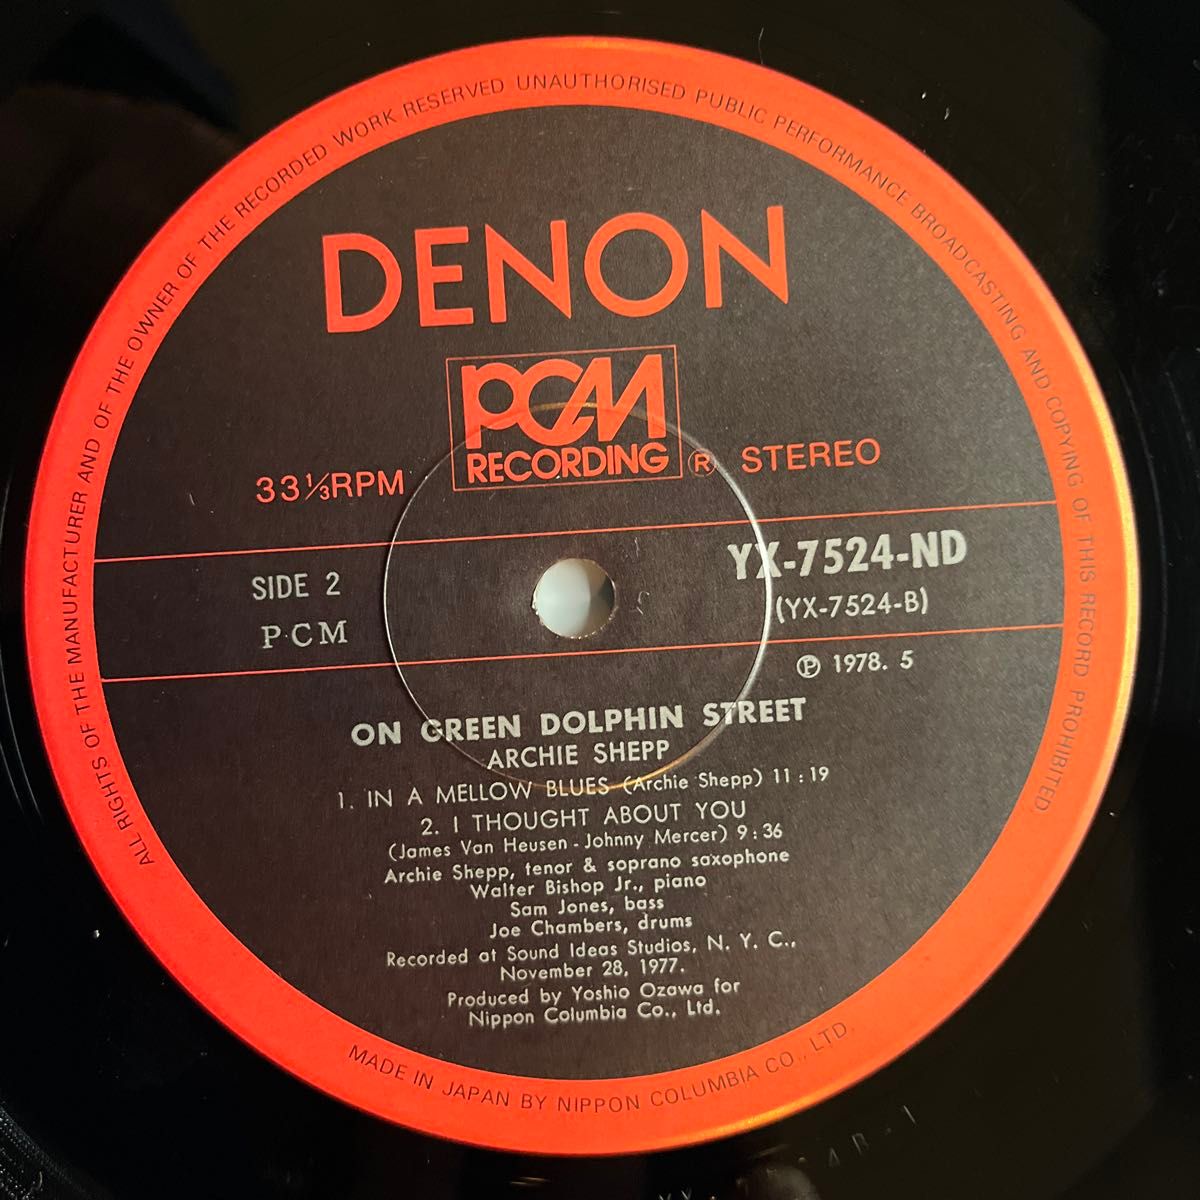 ALL RIGHTS OF THE MANUFACTURER AND OF THE OWNER OF THE RECORDED WORK RESERVED UNAUTHORISED PUBLIC PERFORMANCE BROADCASTING AND COPYING OF THIS RECORD PROHIBITED
DENON
PCM
RECORDING ®
33⅓RPM
STEREO
SIDE 2
PCM
YX-7524-ND
(YX-7524-B)
℗ 1978. 5
ON GREEN DOLPHIN STREET
ARCHIE SHEPP
1. IN A MELLOW BLUES (Archie Shepp) 11:19
2. I THOUGHT ABOUT YOU
(James Van Heusen - Johnny Mercer) 9:36
Archie Shepp, tenor & soprano saxophone
Walter Bishop Jr., piano
Sam Jones, bass
Joe Chambers, drums
Recorded at Sound Ideas Studios, N. Y. C.,
November 28, 1977.
Produced by Yoshio Ozawa for
Nippon Columbia Co., Ltd.
MADE IN JAPAN BY NIPPON COLUMBIA CO., LTD.